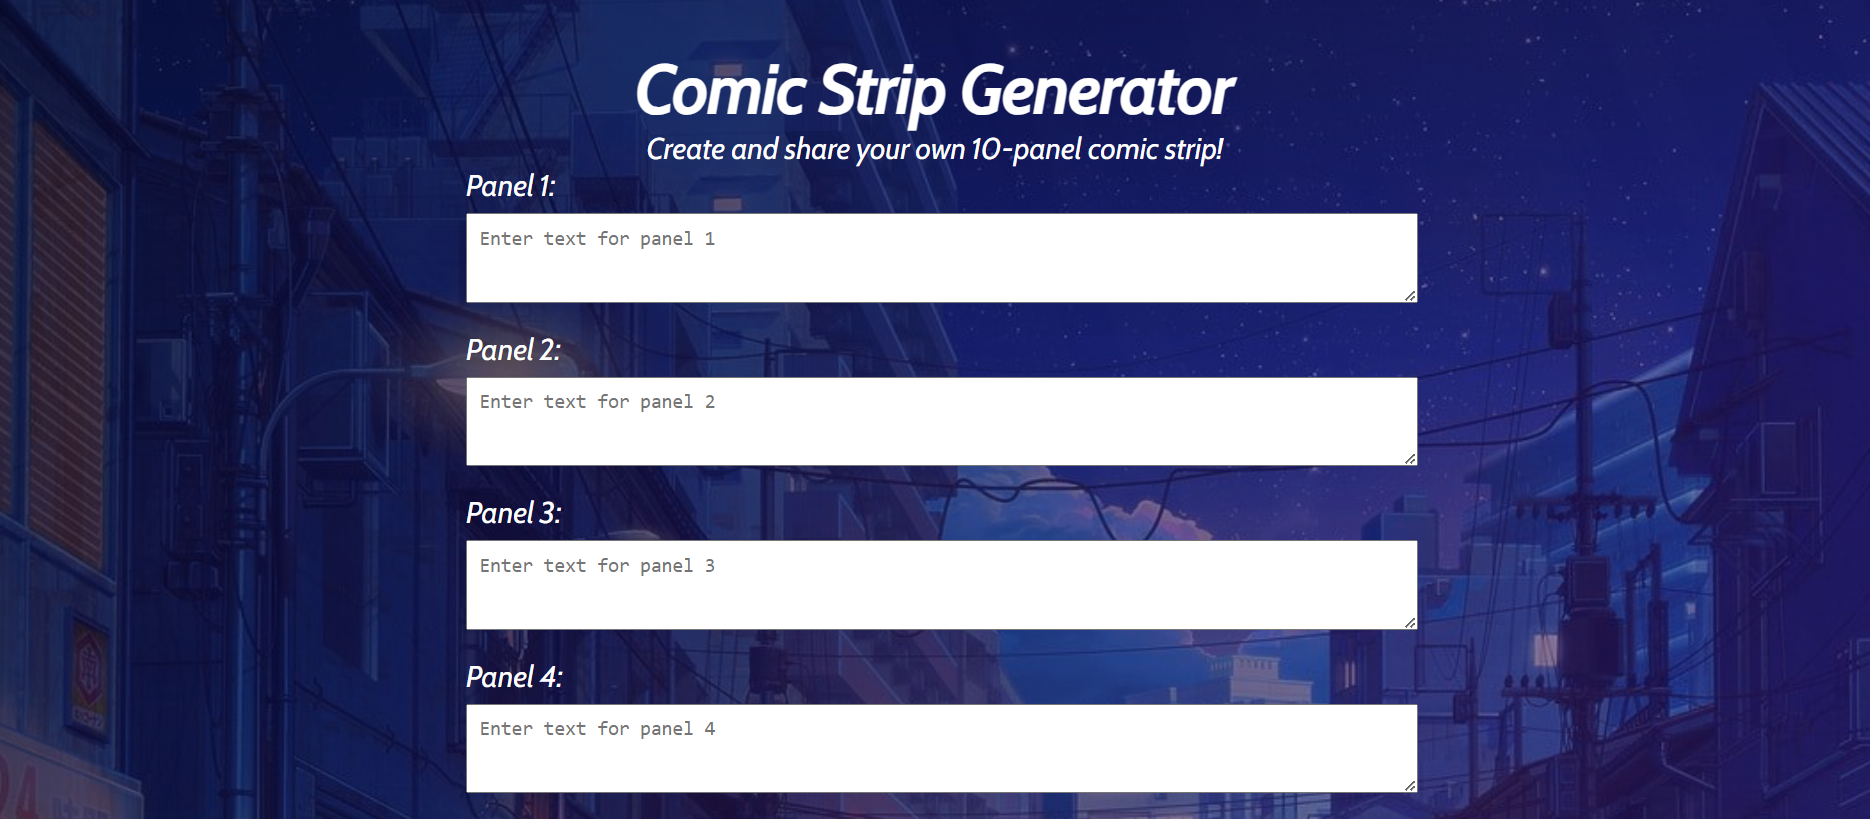 Comic Strip Generator
Create and share your own 10-panel comic strip!
Panel 1:
Enter text for panel 1
Panel 2:
Enter text for panel 2
Panel 3:
Enter text for panel 3
Panel 4:
Enter text for panel 4
24